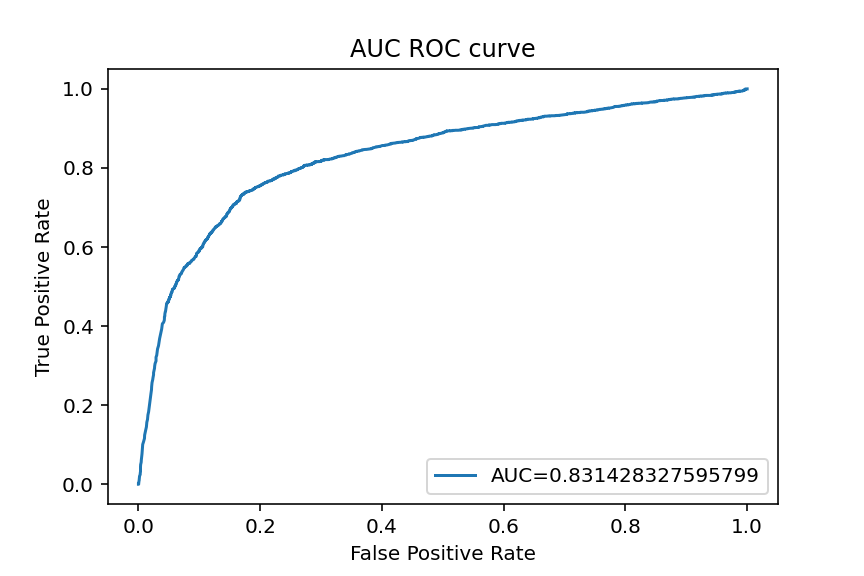 AUC ROC curve
True Positive Rate
1.0
0.8
0.6
0.4
0.2
0.0
AUC=0.831428327595799
0.0 0.2 0.4 0.6 0.8 1.0
False Positive Rate